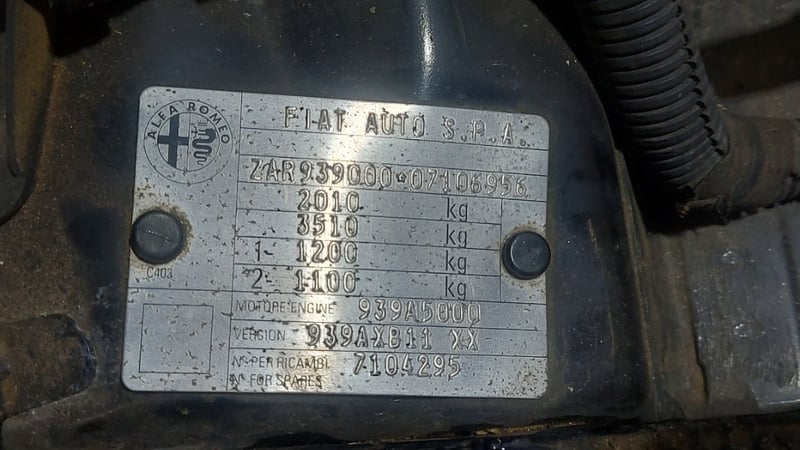 ALFA ROMEO
FIAT AUTO S.P.A.
ZAR939000*07106956
2010 kg
3510 kg
1- 1200 kg
2- 1100 kg
C403
MOTORE/ENGINE 939A5000
VERSION 939AXB11 XX
N° PER RICAMBI 7104295
N° FOR SPARES